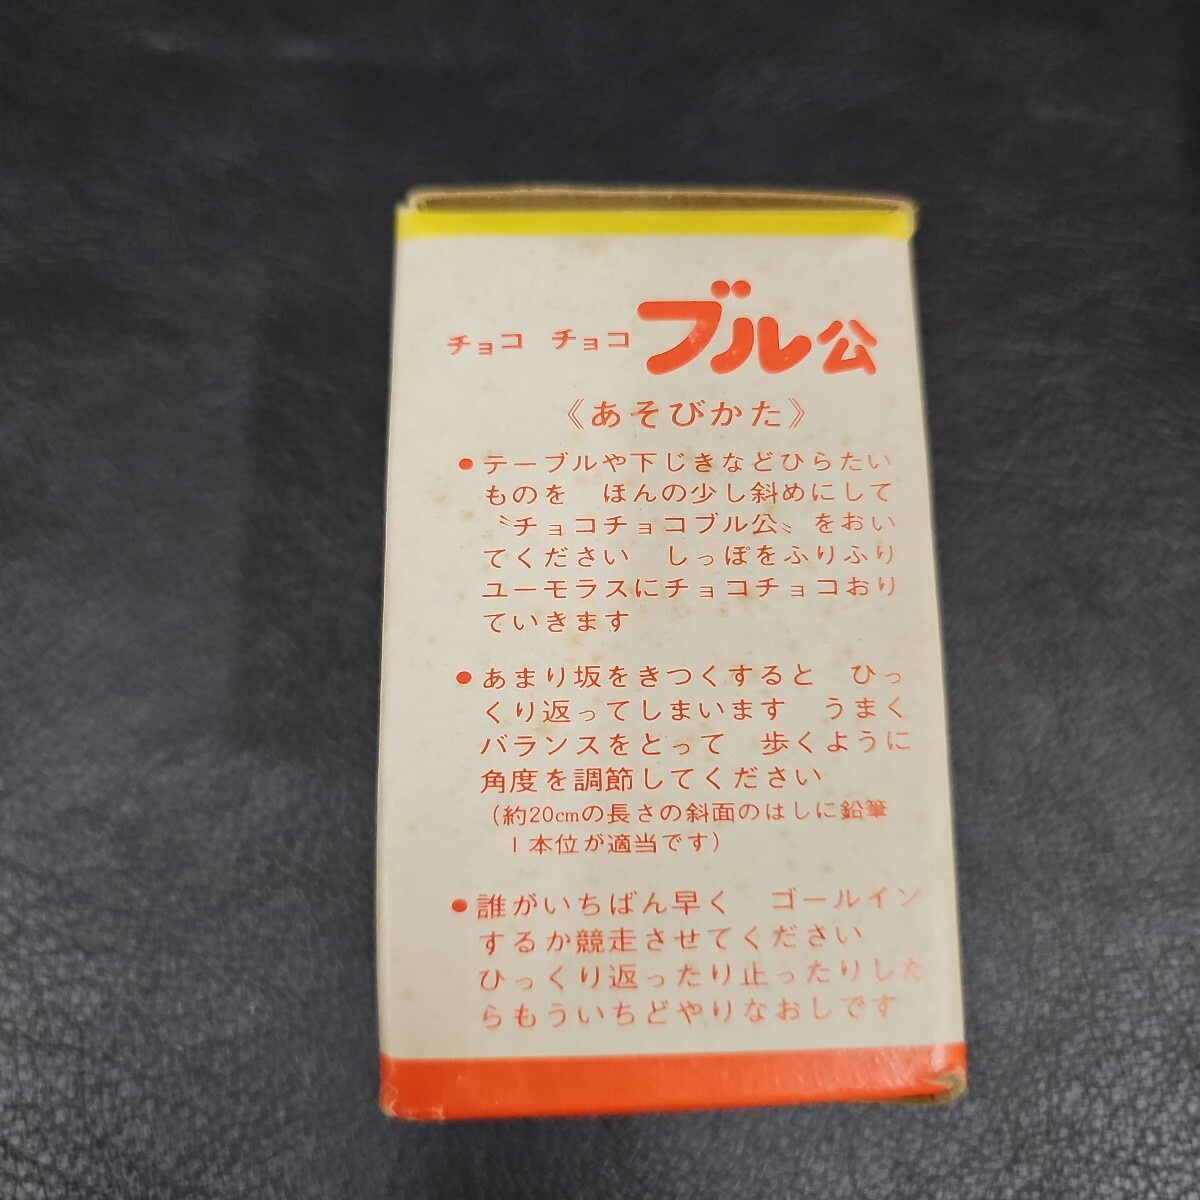 チョコ チョコ ブル公
《あそびかた》
●テーブルや下じきなどひらたい
ものを ほんの少し斜めにして
〝チョコチョコブル公〟をおい
てください しっぽをふりふり
ユーモラスにチョコチョコおり
ていきます
●あまり坂をきつくすると ひっ
くり返ってしまいます うまく
バランスをとって 歩くように
角度を調節してください
(約20cmの長さの斜面のはしに鉛筆
1本位が適当です)
●誰がいちばん早く ゴールイン
するか競走させてください
ひっくり返ったり止ったりした
らもういちどやりなおしです